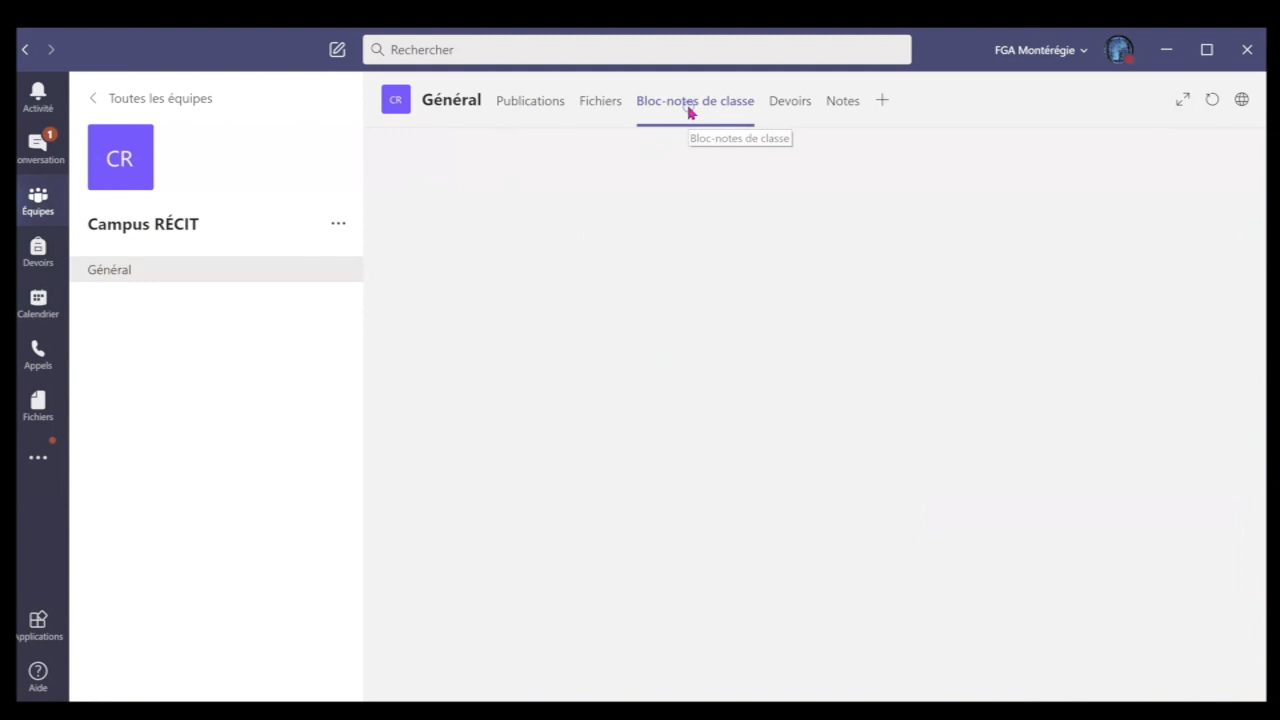 Rechercher
FGA Montérégie
Activité
1
onversation
Équipes
Devoirs
Calendrier
Appels
Fichiers
Applications
Aide
Toutes les équipes
CR
Campus RÉCIT
Général
CR
Général Publications Fichiers Bloc-notes de classe Devoirs Notes
Bloc-notes de classe